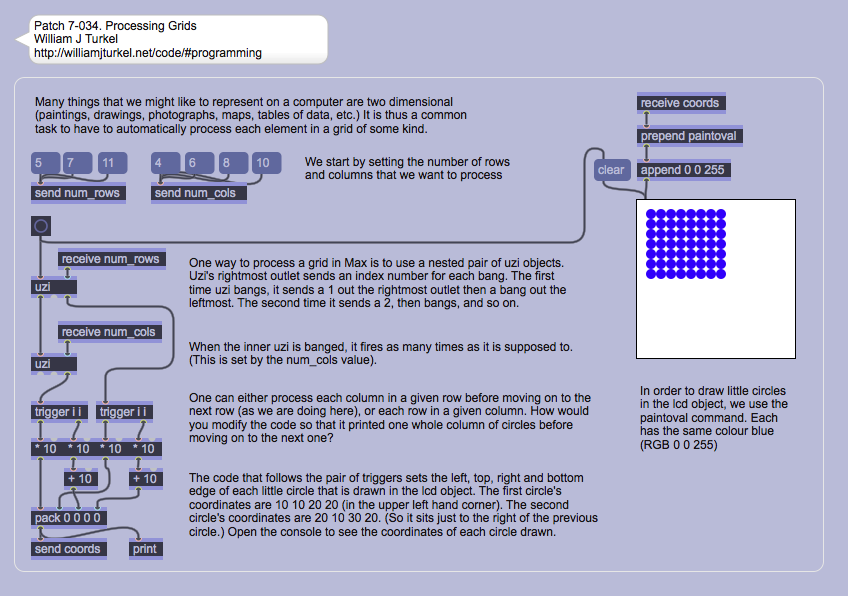 Patch 7-034. Processing Grids
William J Turkel
http://williamjturkel.net/code/#programming
Many things that we might like to represent on a computer are two dimensional
(paintings, drawings, photographs, maps, tables of data, etc.) It is thus a common
task to have to automatically process each element in a grid of some kind.
5 7 11 4 6 8 10
We start by setting the number of rows
and columns that we want to process
send num_rows send num_cols
receive coords
prepend paintoval
clear
append 0 0 255
receive num_rows
uzi
One way to process a grid in Max is to use a nested pair of uzi objects.
Uzi's rightmost outlet sends an index number for each bang. The first
time uzi bangs, it sends a 1 out the rightmost outlet then a bang out the
leftmost. The second time it sends a 2, then bangs, and so on.
receive num_cols
uzi
When the inner uzi is banged, it fires as many times as it is supposed to.
(This is set by the num_cols value).
trigger i i trigger i i
* 10 * 10 * 10 * 10
One can either process each column in a given row before moving on to the
next row (as we are doing here), or each row in a given column. How would
you modify the code so that it printed one whole column of circles before
moving on to the next one?
In order to draw little circles
in the lcd object, we use the
paintoval command. Each
has the same colour blue
(RGB 0 0 255)
+ 10 + 10
pack 0 0 0 0
send coords print
The code that follows the pair of triggers sets the left, top, right and bottom
edge of each little circle that is drawn in the lcd object. The first circle's
coordinates are 10 10 20 20 (in the upper left hand corner). The second
circle's coordinates are 20 10 30 20. (So it sits just to the right of the previous
circle.) Open the console to see the coordinates of each circle drawn.